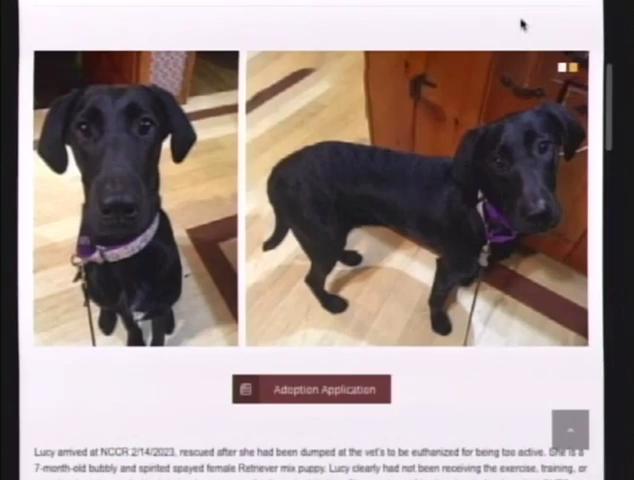 Adoption Application
Lucy arrived at NCCR 2/14/2023, rescued after she had been dumped at the vet's to be euthanized for being too active. She is a
7-month-old bubbly and spirited spayed female Retriever mix puppy. Lucy clearly had not been receiving the exercise, training, or